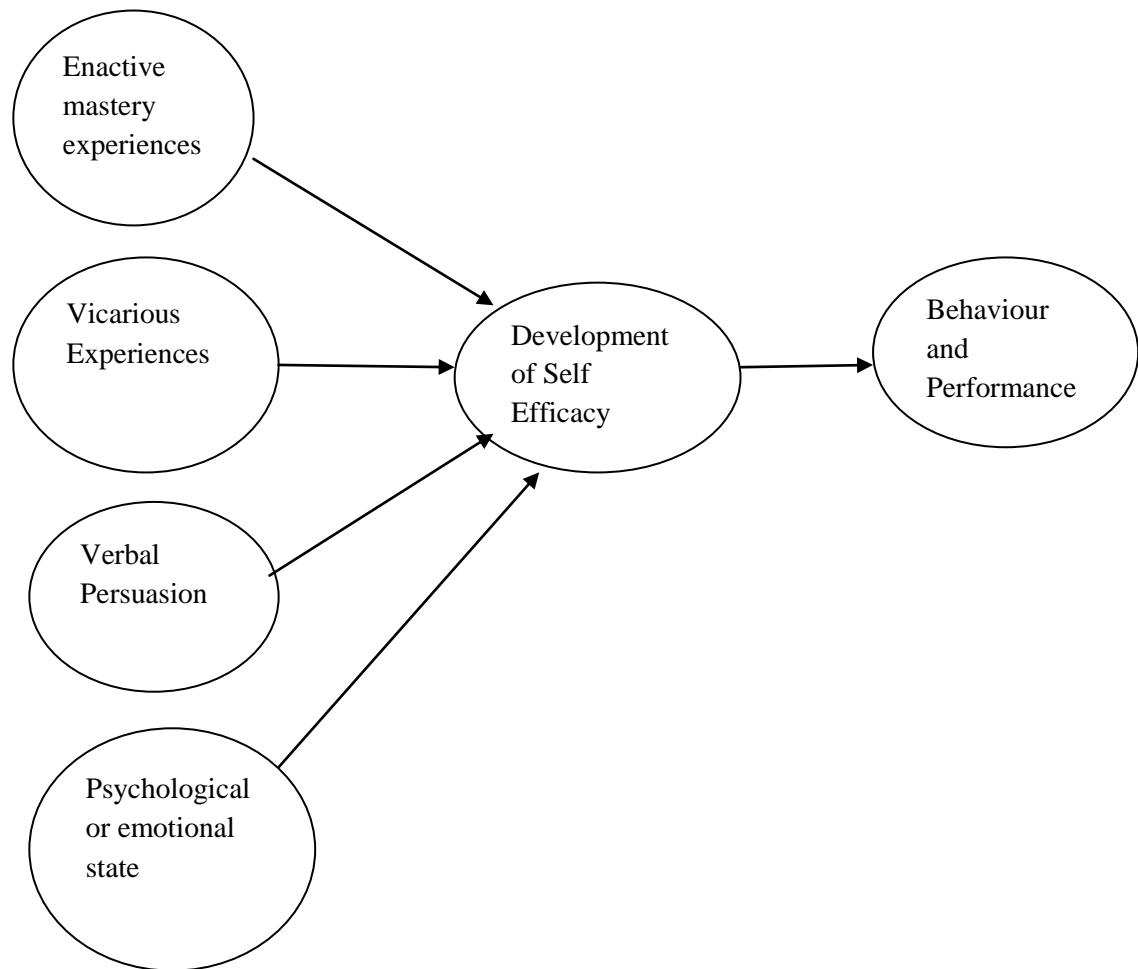 Enactive
mastery
experiences
Vicarious
Experiences
Verbal
Persuasion
Psychological
or emotional
state
Development
of Self
Efficacy
Behaviour
and
Performance